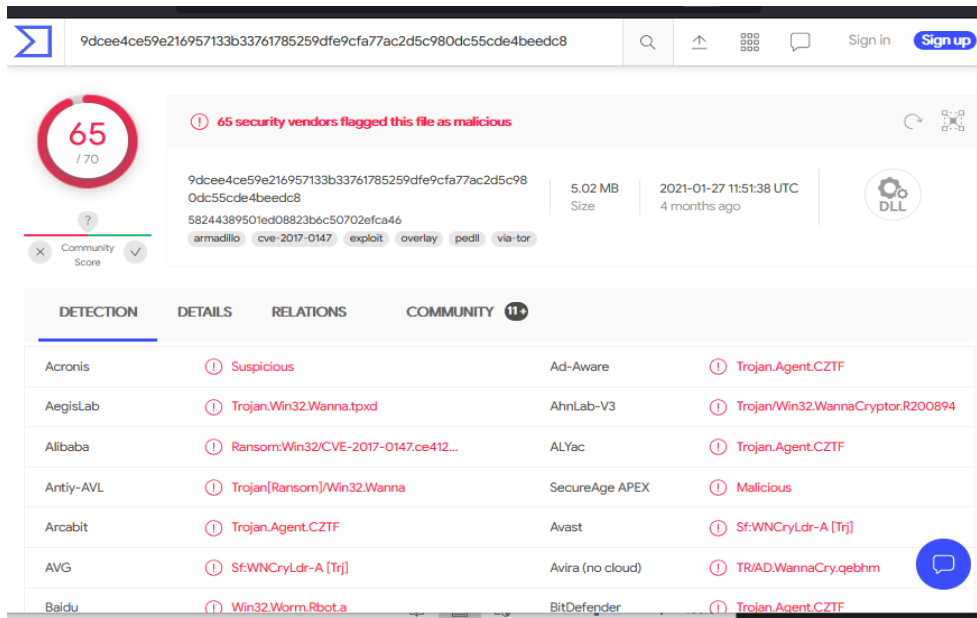 9dcee4ce59e216957133b33761785259dfe9cfa77ac2d5c980dc55cde4beedc8
Sign in
Sign up
65
/ 70
65 security vendors flagged this file as malicious
9dcee4ce59e216957133b33761785259dfe9cfa77ac2d5c98
0dc55cde4beedc8
58244389501ed08823b6c50702efca46
armadillo cve-2017-0147 exploit overlay pedll via-tor
5.02 MB
Size
2021-01-27 11:51:38 UTC
4 months ago
DLL
?
Community
Score
DETECTION DETAILS RELATIONS COMMUNITY 11+
Acronis Suspicious Ad-Aware Trojan.Agent.CZTF
AegisLab Trojan.Win32.Wanna.tpxd AhnLab-V3 Trojan/Win32.WannaCryptor.R200894
Alibaba Ransom:Win32/CVE-2017-0147.ce412... ALYac Trojan.Agent.CZTF
Antiy-AVL Trojan[Ransom]/Win32.Wanna SecureAge APEX Malicious
Arcabit Trojan.Agent.CZTF Avast Sf:WNCryLdr-A [Trj]
AVG Sf:WNCryLdr-A [Trj] Avira (no cloud) TR/AD.WannaCry.qebhm
Baidu Win32.Worm.Rbot.a BitDefender Trojan.Agent.CZTF